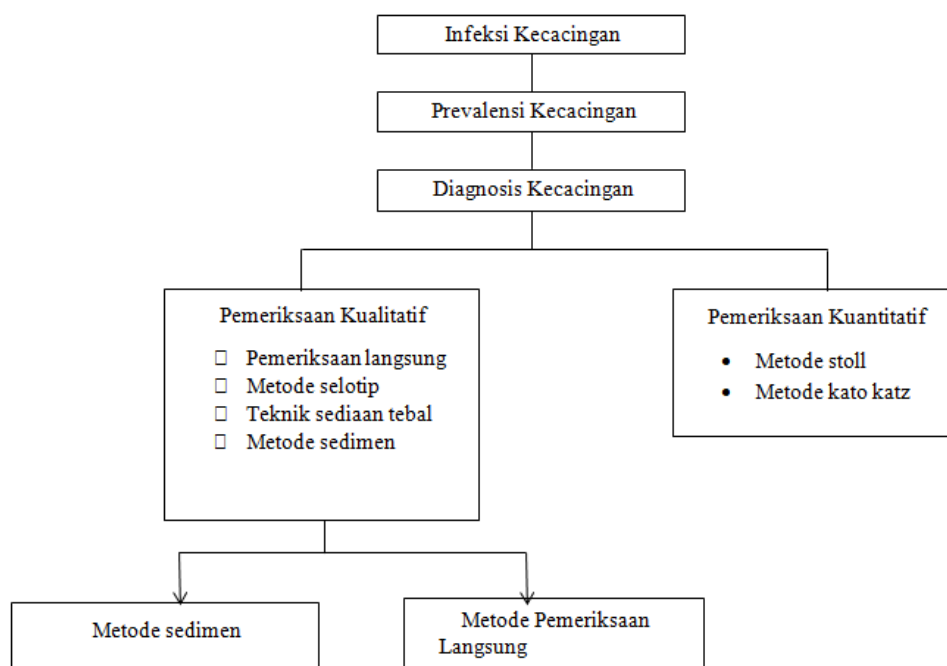 Infeksi Kecacingan
Prevalensi Kecacingan
Diagnosis Kecacingan
Pemeriksaan Kualitatif
Pemeriksaan langsung
Metode selotip
Teknik sediaan tebal
Metode sedimen
Pemeriksaan Kuantitatif
• Metode stoll
• Metode kato katz
Metode sedimen
Metode Pemeriksaan
Langsung